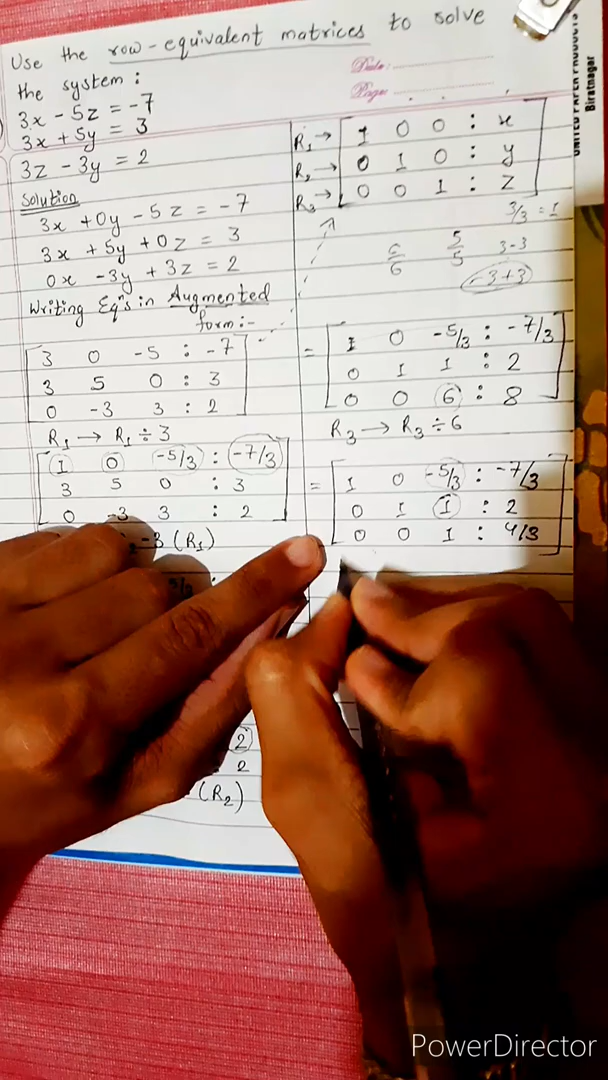 Use the row-equivalent matrices to solve
the system :
3x - 5z = -7
3x + 5y = 3
3z - 3y = 2
Solution
3x + 0y - 5z = -7
3x + 5y + 0z = 3
0x - 3y + 3z = 2
Writing Eqns in Augmented
form:-
3 0 -5 : -7
3 5 0 : 3
0 -3 3 : 2
R1 → R1 ÷ 3
1 0 -5/3 : -7/3
3 5 0 : 3
0 -3 3 : 2
-3 (R1)
2
2
(R2)
Date:
Page:
R1 → 1 0 0 : x
R2 → 0 1 0 : y
R3 → 0 0 1 : z
3/3 = 1
6/6 5/5 3-3
-3+3
= 1 0 -5/3 : -7/3
0 1 1 : 2
0 0 6 : 8
R3 → R3 ÷ 6
= 1 0 -5/3 : -7/3
0 1 1 : 2
0 0 1 : 4/3
UNITED PAPER PRODUCTS
Biratnagar
PowerDirector